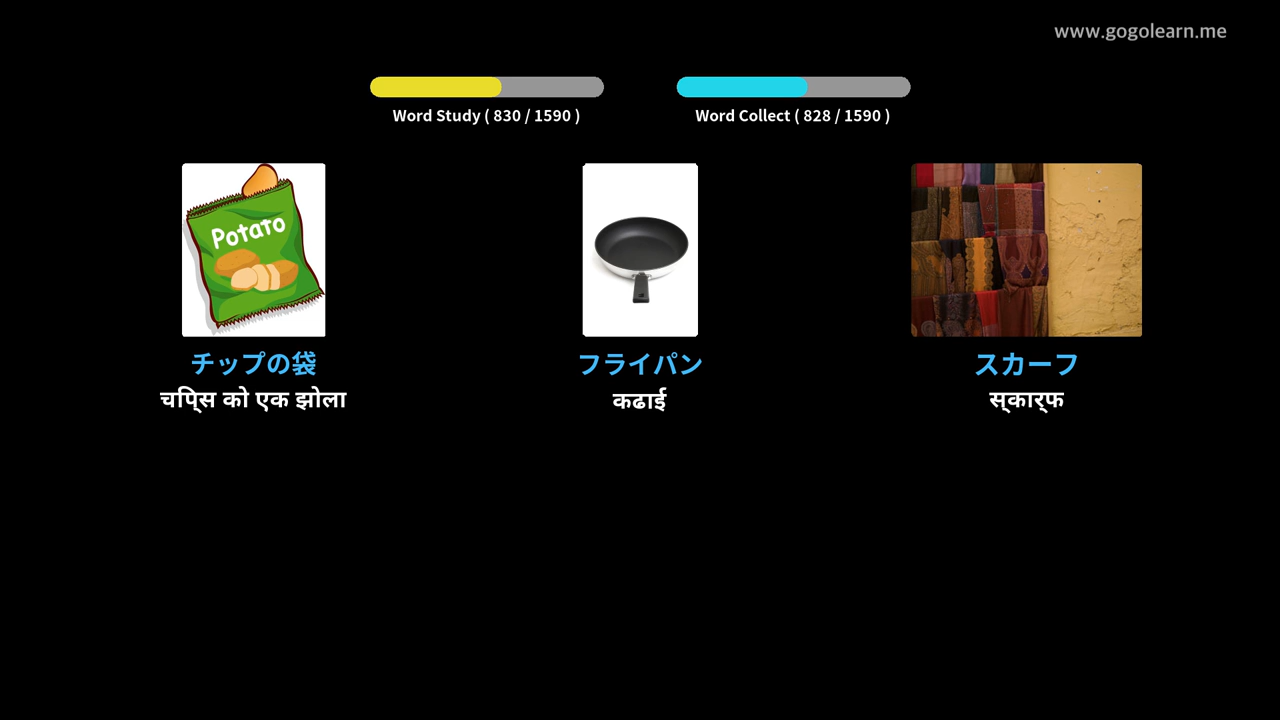 www.gogolearn.me
Word Study ( 830 / 1590 )
Word Collect ( 828 / 1590 )
Potato
チップの袋
フライパン
スカーフ
चिप्स को एक झोला
कढाई
स्कार्फ